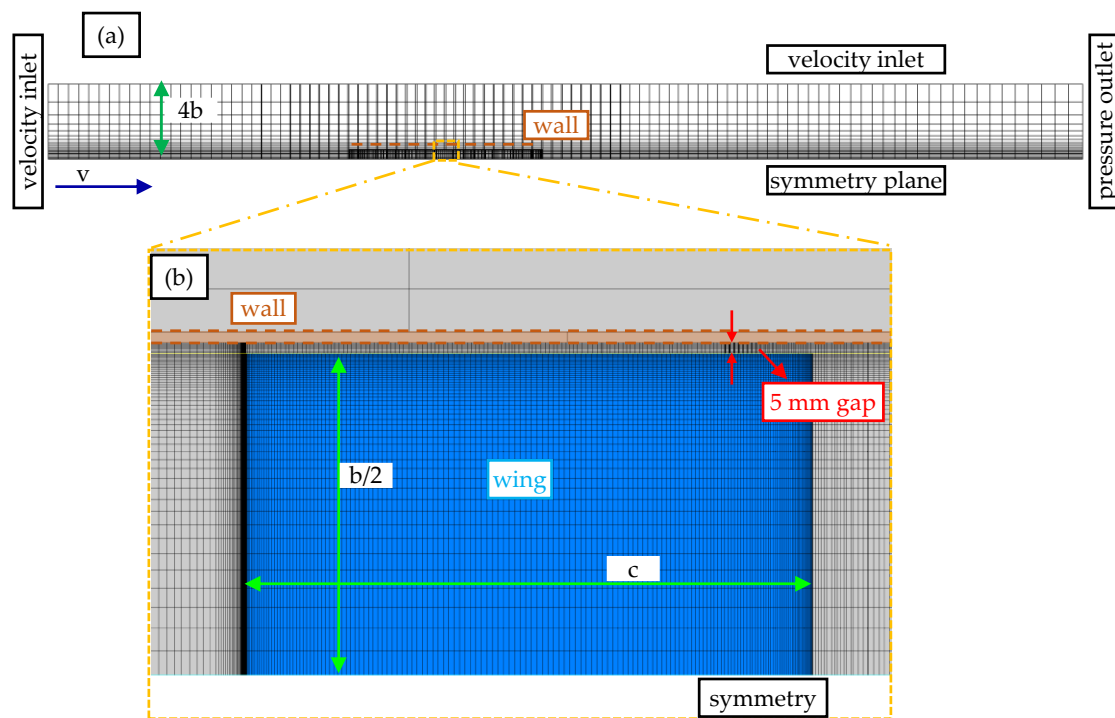 (a)
velocity inlet
velocity inlet
pressure outlet
4b
wall
v
symmetry plane
(b)
wall
5 mm gap
b/2
wing
c
symmetry